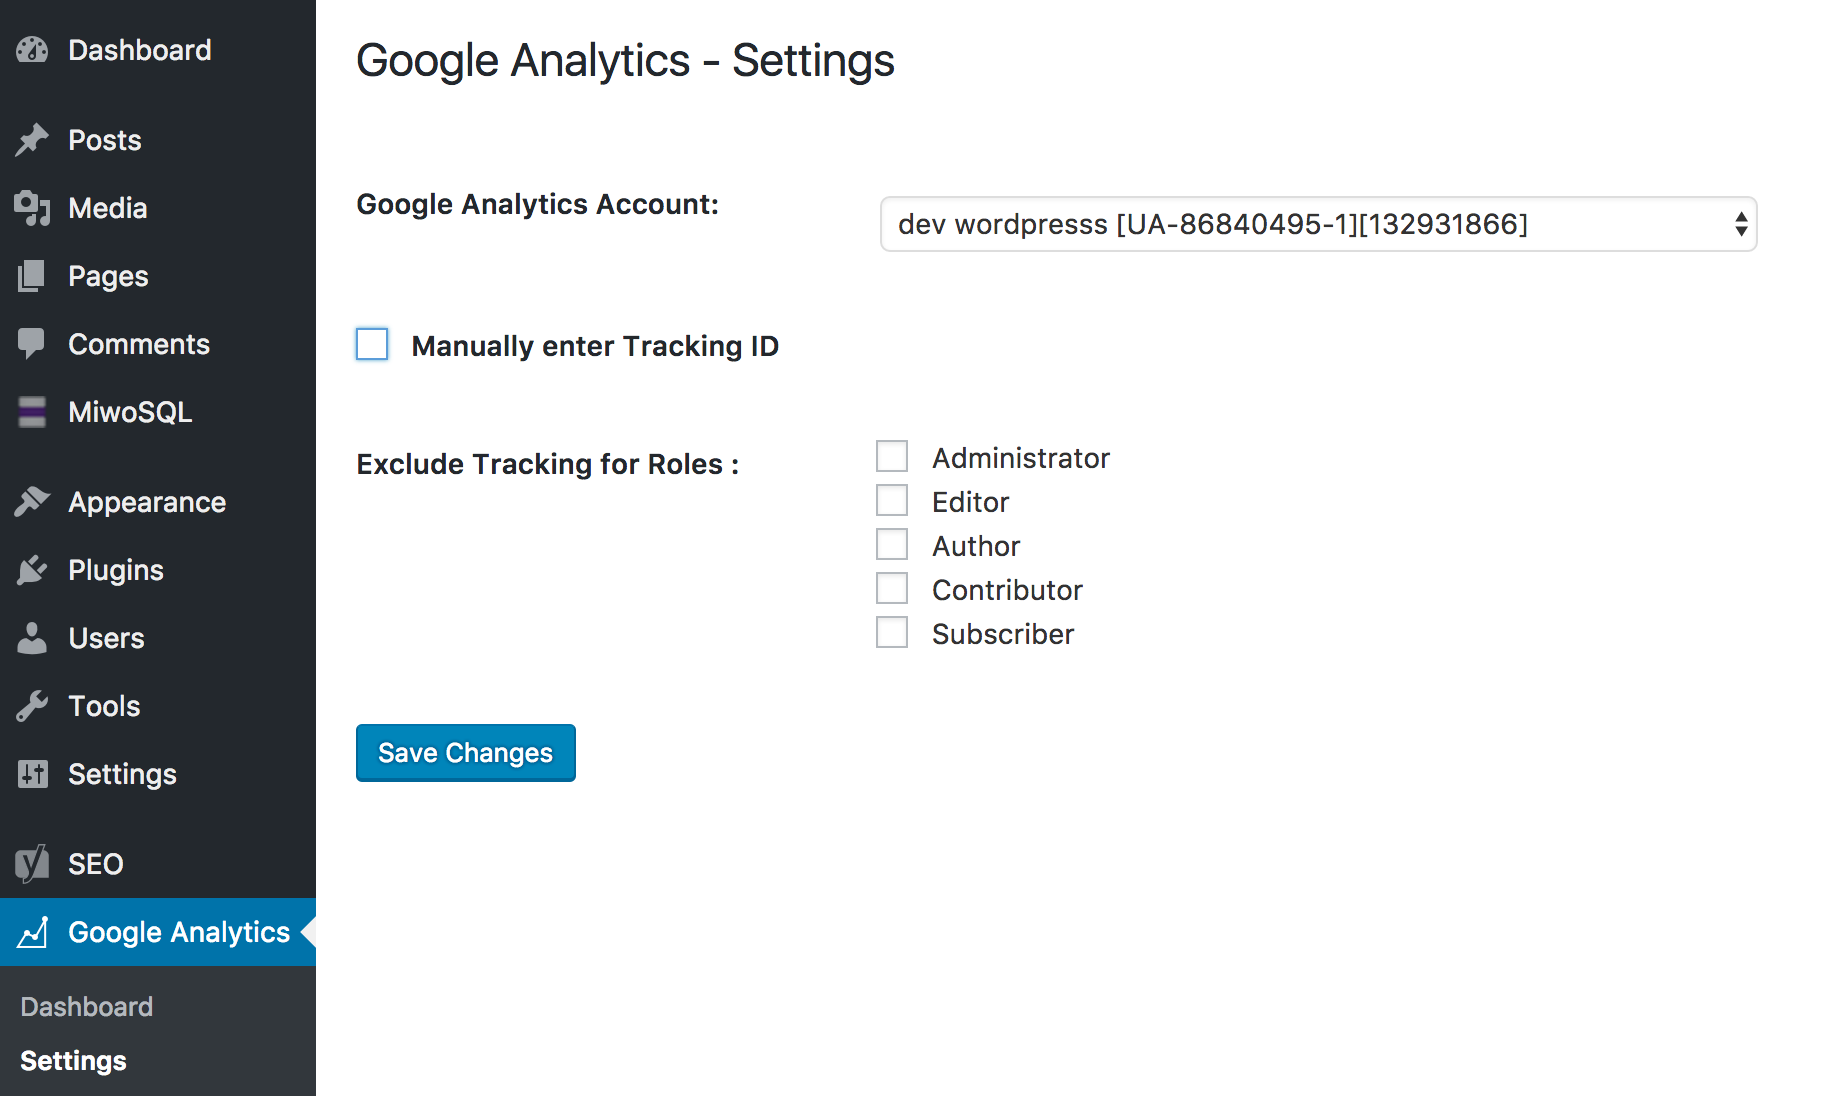 Dashboard
Posts
Media
Pages
Comments
MiwoSQL
Appearance
Plugins
Users
Tools
Settings
SEO
Google Analytics
Dashboard
Settings
Google Analytics - Settings
Google Analytics Account:
dev wordpresss [UA-86840495-1][132931866]
Manually enter Tracking ID
Exclude Tracking for Roles :
Administrator
Editor
Author
Contributor
Subscriber
Save Changes